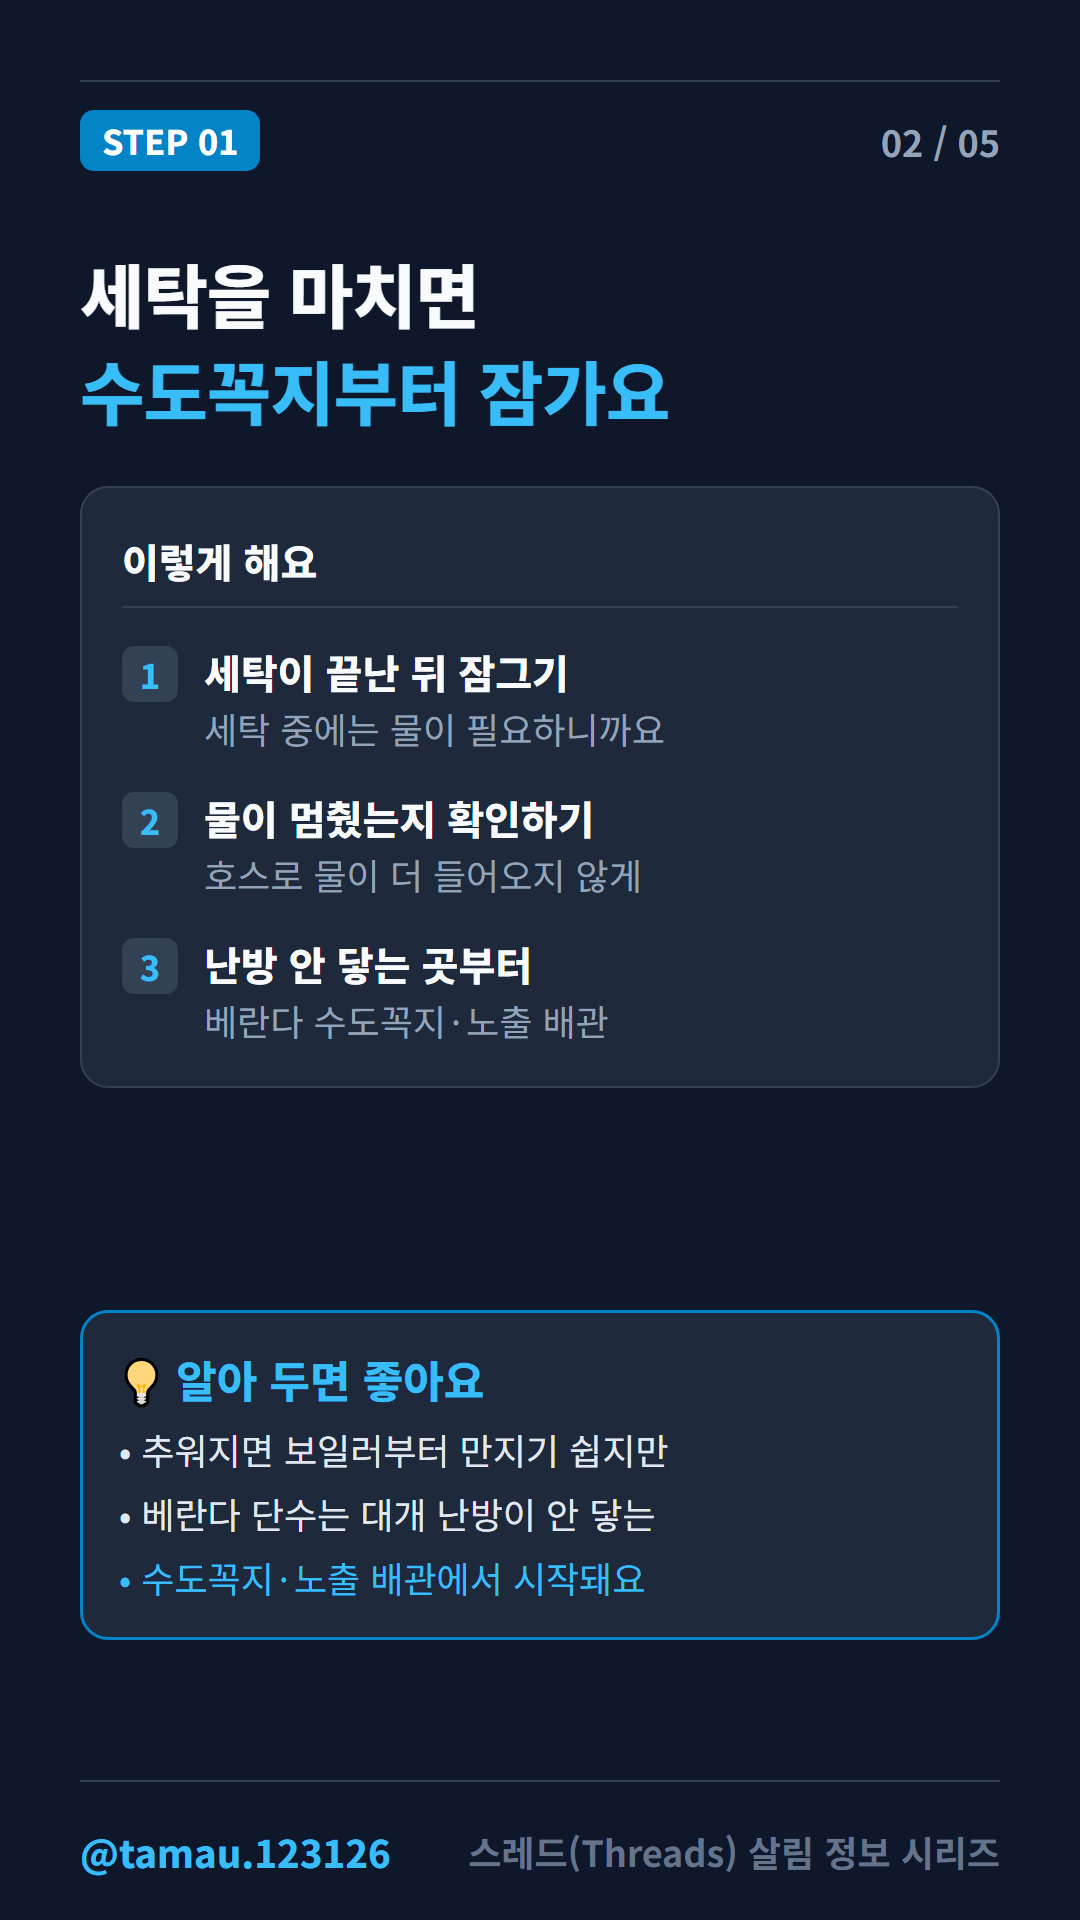 STEP 01
02 / 05
세탁을 마치면
수도꼭지부터 잠가요
이렇게 해요
1 세탁이 끝난 뒤 잠그기
세탁 중에는 물이 필요하니까요
2 물이 멈췄는지 확인하기
호스로 물이 더 들어오지 않게
3 난방 안 닿는 곳부터
베란다 수도꼭지·노출 배관
💡 알아 두면 좋아요
• 추워지면 보일러부터 만지기 쉽지만
• 베란다 단수는 대개 난방이 안 닿는
• 수도꼭지·노출 배관에서 시작돼요
@tamau.123126
스레드(Threads) 살림 정보 시리즈